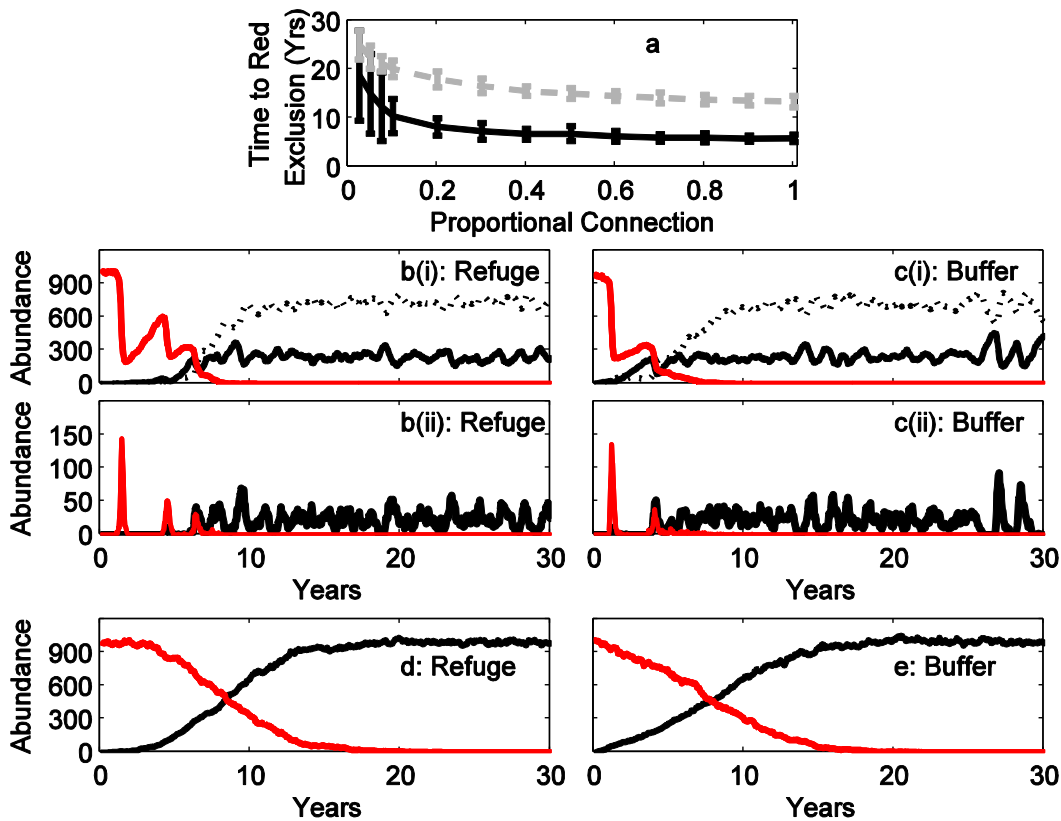 a
Time to Red
Exclusion (Yrs)
30
20
10
0
0 0.2 0.4 0.6 0.8 1
Proportional Connection
b(i): Refuge
Abundance
900
600
300
0
c(i): Buffer
b(ii): Refuge
Abundance
150
100
50
0
0 10 20 30
Years
c(ii): Buffer
0 10 20 30
Years
d: Refuge
Abundance
900
600
300
0
0 10 20 30
Years
e: Buffer
0 10 20 30
Years